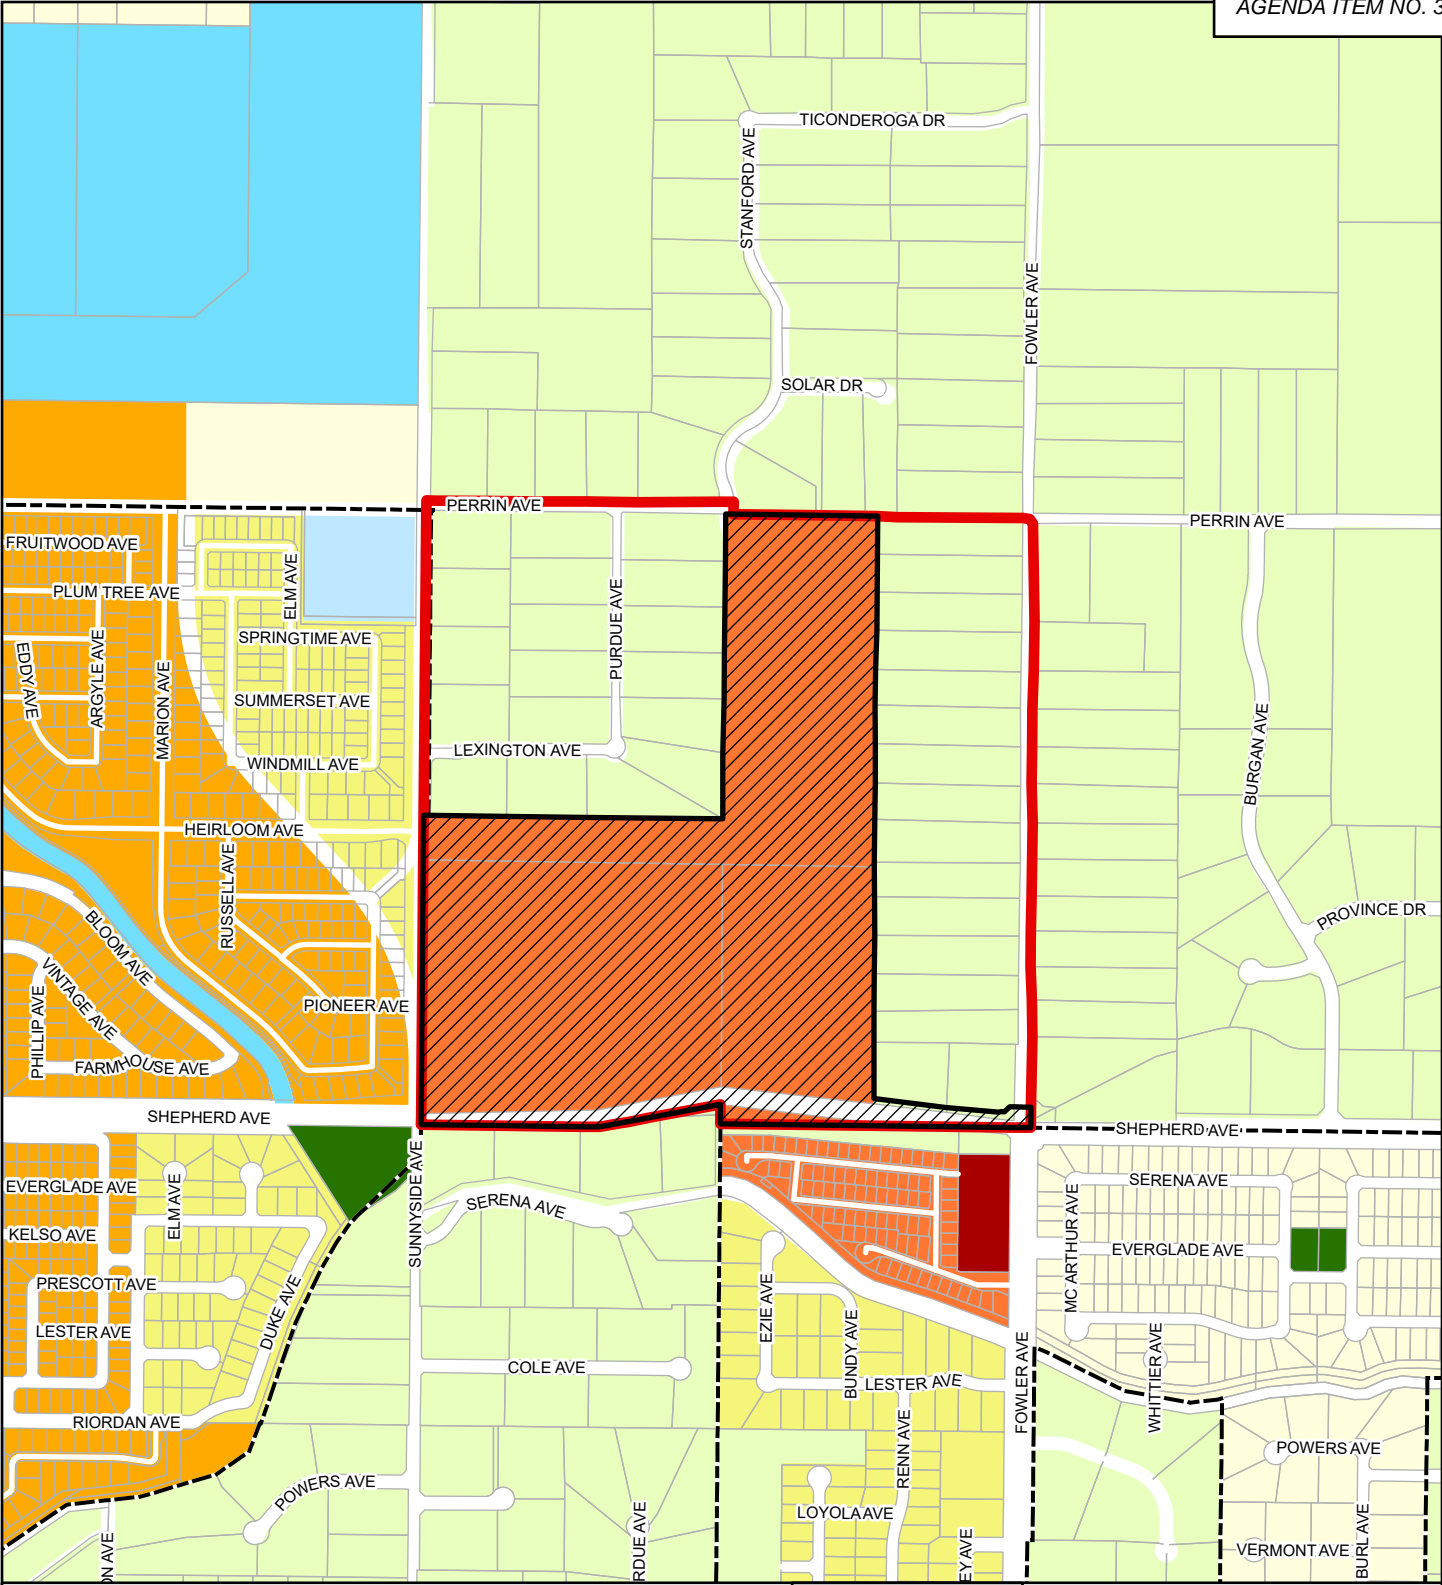 AGENDA ITEM NO. 3
TICONDEROGA DR
STANFORD AVE
FOWLER AVE
SOLAR DR
PERRIN AVE
PERRIN AVE
FRUITWOOD AVE
PLUM TREE AVE
ELM AVE
PURDUE AVE
SPRINGTIME AVE
EDDY AVE
ARGYLE AVE
MARION AVE
SUMMERSET AVE
BURGAN AVE
LEXINGTON AVE
WINDMILL AVE
HEIRLOOM AVE
RUSSELL AVE
PROVINCE DR
BLOOM AVE
VINTAGE AVE
PHILLIP AVE
PIONEER AVE
FARMHOUSE AVE
SHEPHERD AVE
SHEPHERD AVE
EVERGLADE AVE
ELM AVE
SUNNYSIDE AVE
SERENA AVE
SERENA AVE
MC ARTHUR AVE
KELSO AVE
EVERGLADE AVE
PRESCOTT AVE
DUKE AVE
EZIE AVE
LESTER AVE
BUNDY AVE
FOWLER AVE
WHITTIER AVE
COLE AVE
LESTER AVE
RIORDAN AVE
RENN AVE
POWERS AVE
POWERS AVE
LOYOLA AVE
ON AVE
RDUE AVE
EY AVE
VERMONT AVE
BURL AVE